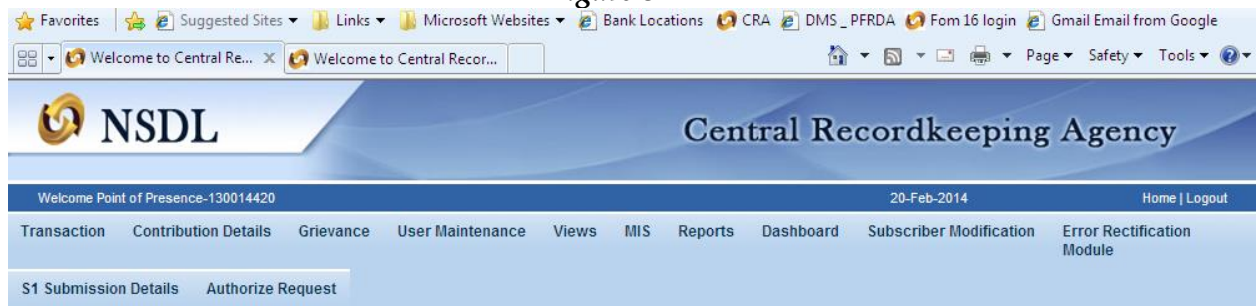 Favorites Suggested Sites Links Microsoft Websites Bank Locations CRA DMS_PFRDA Fom 16 login Gmail Email from Google
Welcome to Central Re... X Welcome to Central Recor... Page Safety Tools
NSDL Central Recordkeeping Agency
Welcome Point of Presence-130014420 20-Feb-2014 Home | Logout
Transaction Contribution Details Grievance User Maintenance Views MIS Reports Dashboard Subscriber Modification Error Rectification
Module
S1 Submission Details Authorize Request